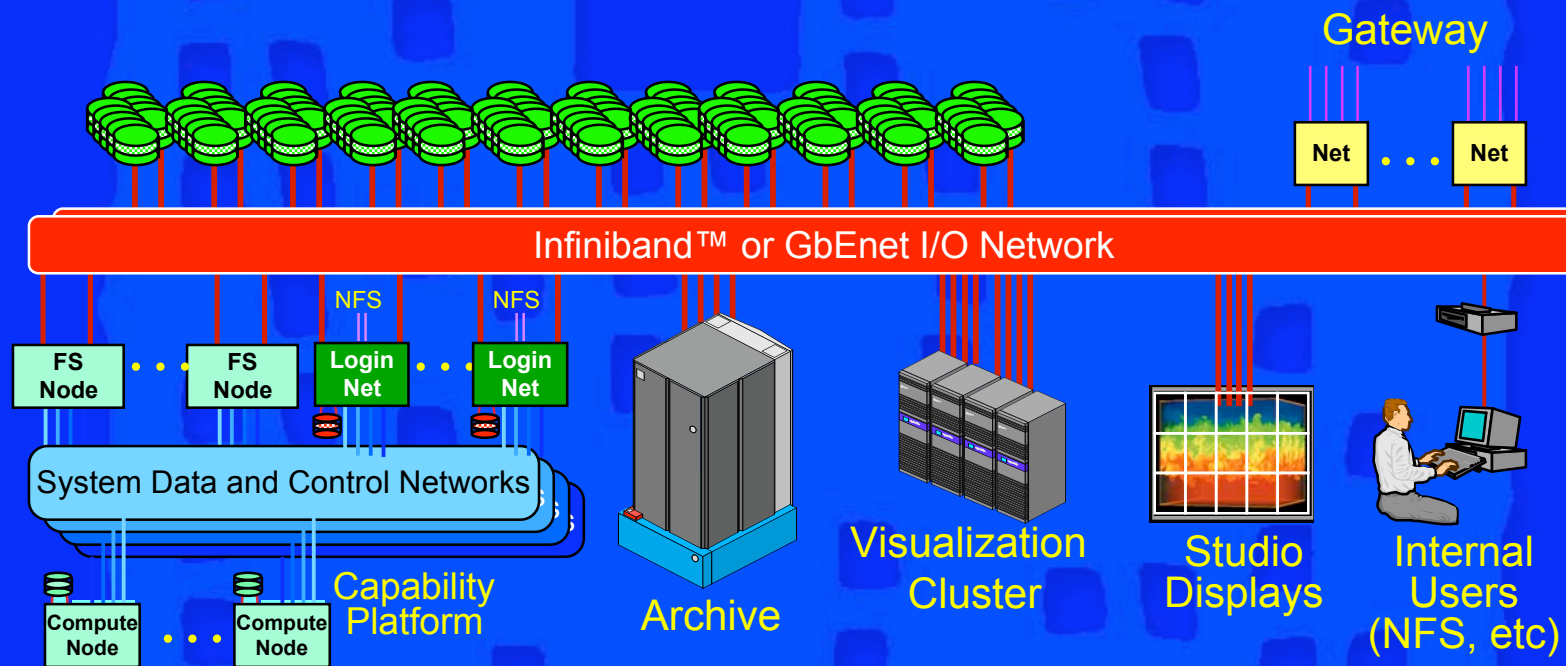 Gateway
Net
Net
Infiniband™ or GbEnet I/O Network
NFS
NFS
FS
Node
FS
Node
Login
Net
Login
Net
System Data and Control Networks
s
s
Capability
Platform
Compute
Node
Compute
Node
Archive
Visualization
Cluster
Studio
Displays
Internal
Users
(NFS, etc)